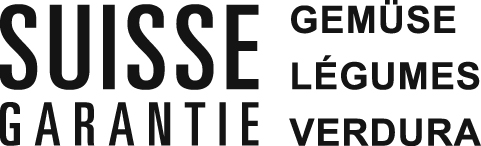 SUISSE
GARANTIE
GEMÜSE
LÉGUMES
VERDURA